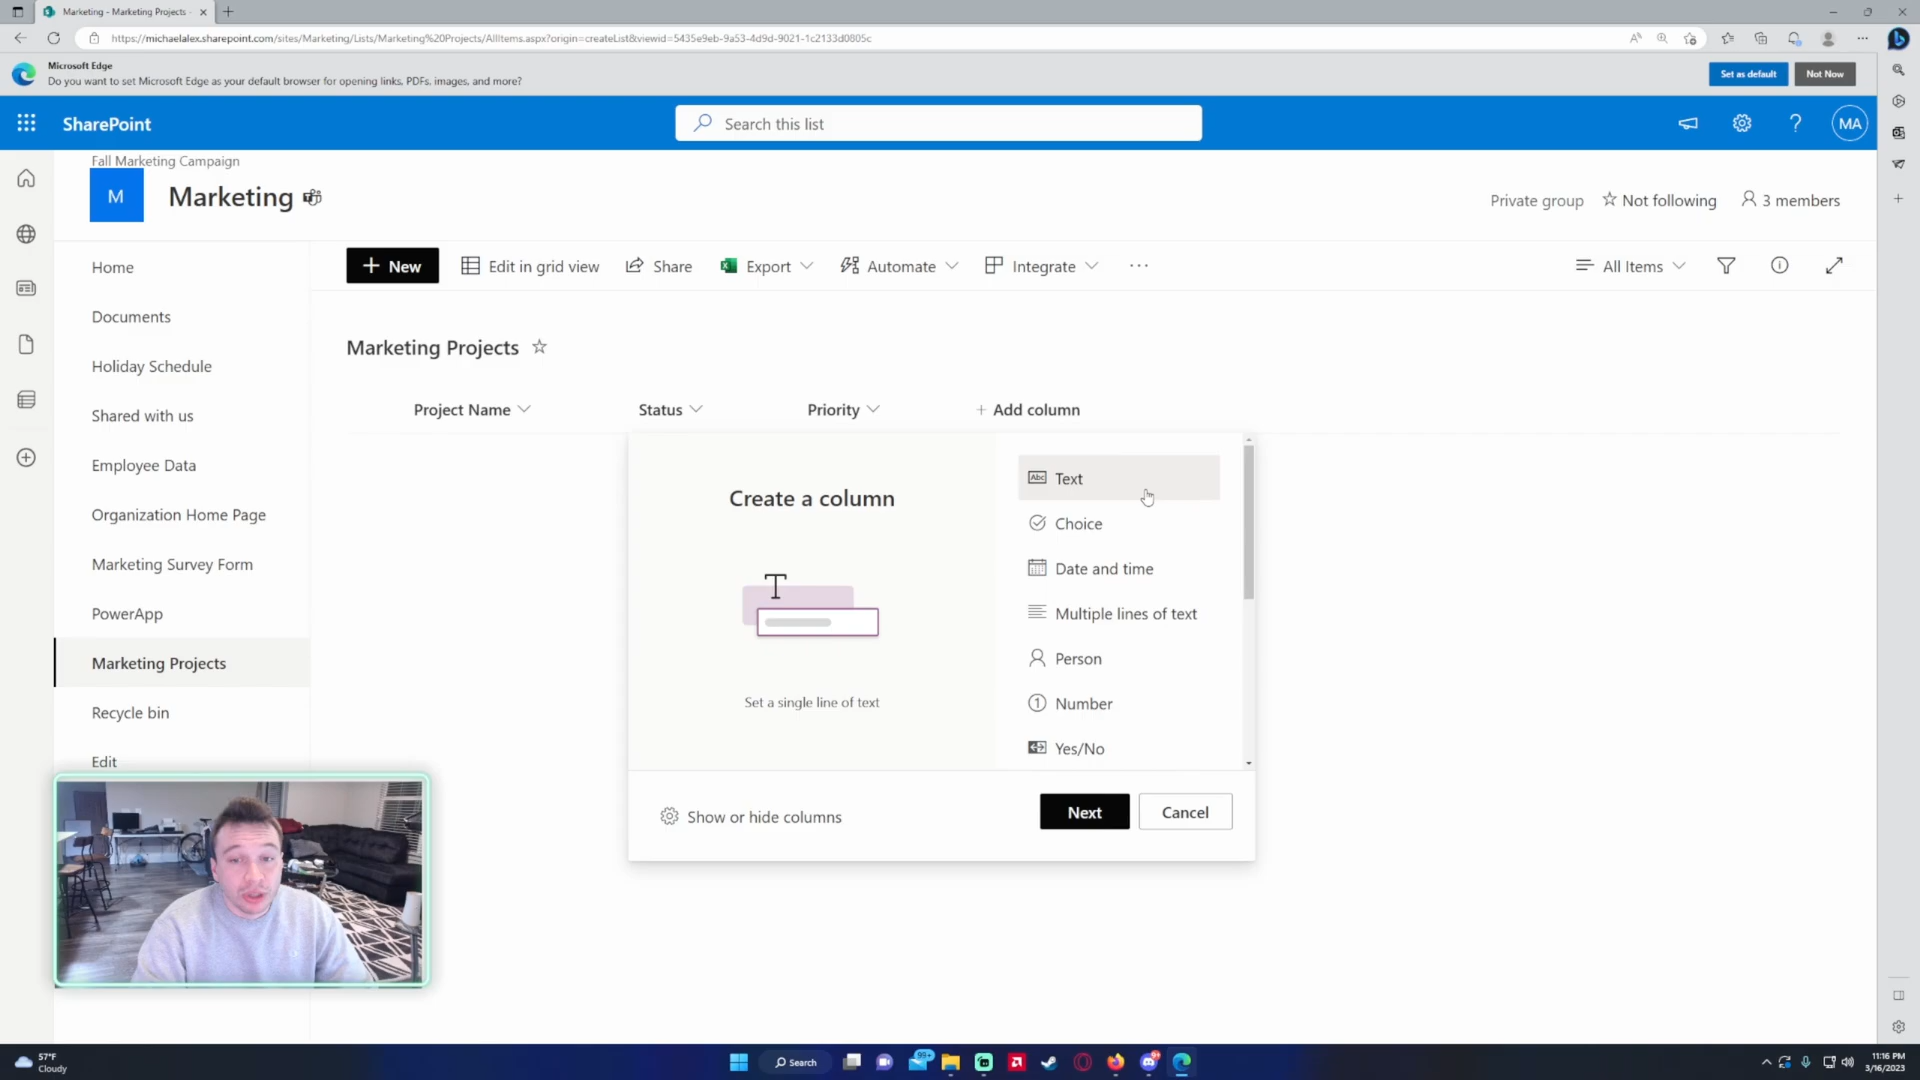 Marketing - Marketing Projects -
https://michaelalex.sharepoint.com/sites/Marketing/Lists/Marketing%20Projects/AllItems.aspx?origin=createList&viewid=5435e9eb-9a53-4d9d-9021-1c2133d0805c
Microsoft Edge
Do you want to set Microsoft Edge as your default browser for opening links, PDFs, images, and more?
Set as default
Not Now
SharePoint
Search this list
MA
Fall Marketing Campaign
M
Marketing
Private group
Not following
3 members
Home
Documents
Holiday Schedule
Shared with us
Employee Data
Organization Home Page
Marketing Survey Form
PowerApp
Marketing Projects
Recycle bin
Edit
+ New
Edit in grid view
Share
Export
Automate
Integrate
All Items
Marketing Projects
Project Name
Status
Priority
+ Add column
Create a column
T
Set a single line of text
Abc Text
Choice
Date and time
Multiple lines of text
Person
1 Number
Yes/No
Show or hide columns
Next
Cancel
57°F
Cloudy
Search
99+
11:16 PM
3/16/2023